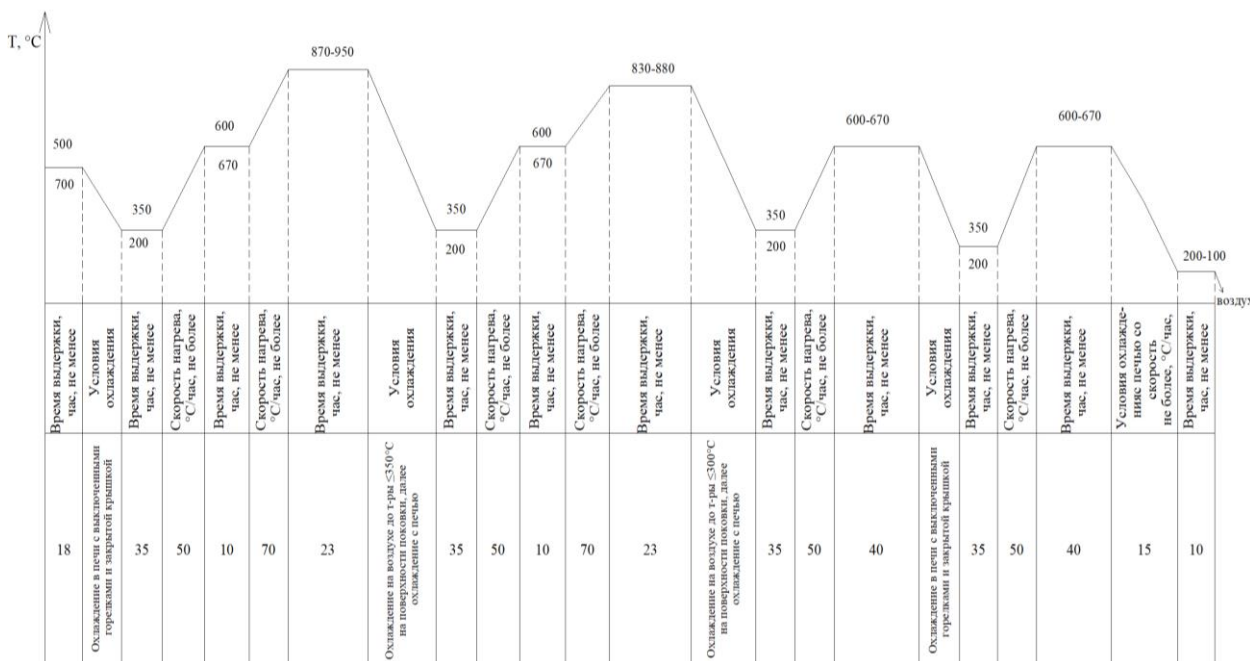 T, °C
500
700
350
200
600
670
870-950
350
200
600
670
830-880
350
200
600-670
350
200
600-670
200-100
воздух
Время выдержки,
час, не менее
Условия
охлаждения
Время выдержки,
час, не менее
Скорость нагрева,
°С/час, не более
Время выдержки,
час, не менее
Скорость нагрева,
°С/час, не более
Время выдержки,
час, не менее
Условия
охлаждения
Время выдержки,
час, не менее
Скорость нагрева,
°С/час, не более
Время выдержки,
час, не менее
Скорость нагрева,
°С/час, не более
Время выдержки,
час, не менее
Условия
охлаждения
Время выдержки,
час, не менее
Скорость нагрева,
°С/час, не более
Время выдержки,
час, не менее
Условия
охлаждения
Время выдержки,
час, не менее
Скорость нагрева,
°С/час, не более
Время выдержки,
час, не менее
Условия охлажде-
нияс печью со
скорость
не более, °С/час,
Время выдержки,
час, не менее
18
Охлаждение в печи с выключенными
горелками и закрытой крышкой
35
50
10
70
23
Охлаждение на воздухе до т-ры ≤350°С
на поверхности поковки, далее
охлаждение с печью
35
50
10
70
23
Охлаждение на воздухе до т-ры ≤300°С
на поверхности поковки, далее
охлаждение с печью
35
50
40
Охлаждение в печи с выключенными
горелками и закрытой крышкой
35
50
40
15
10